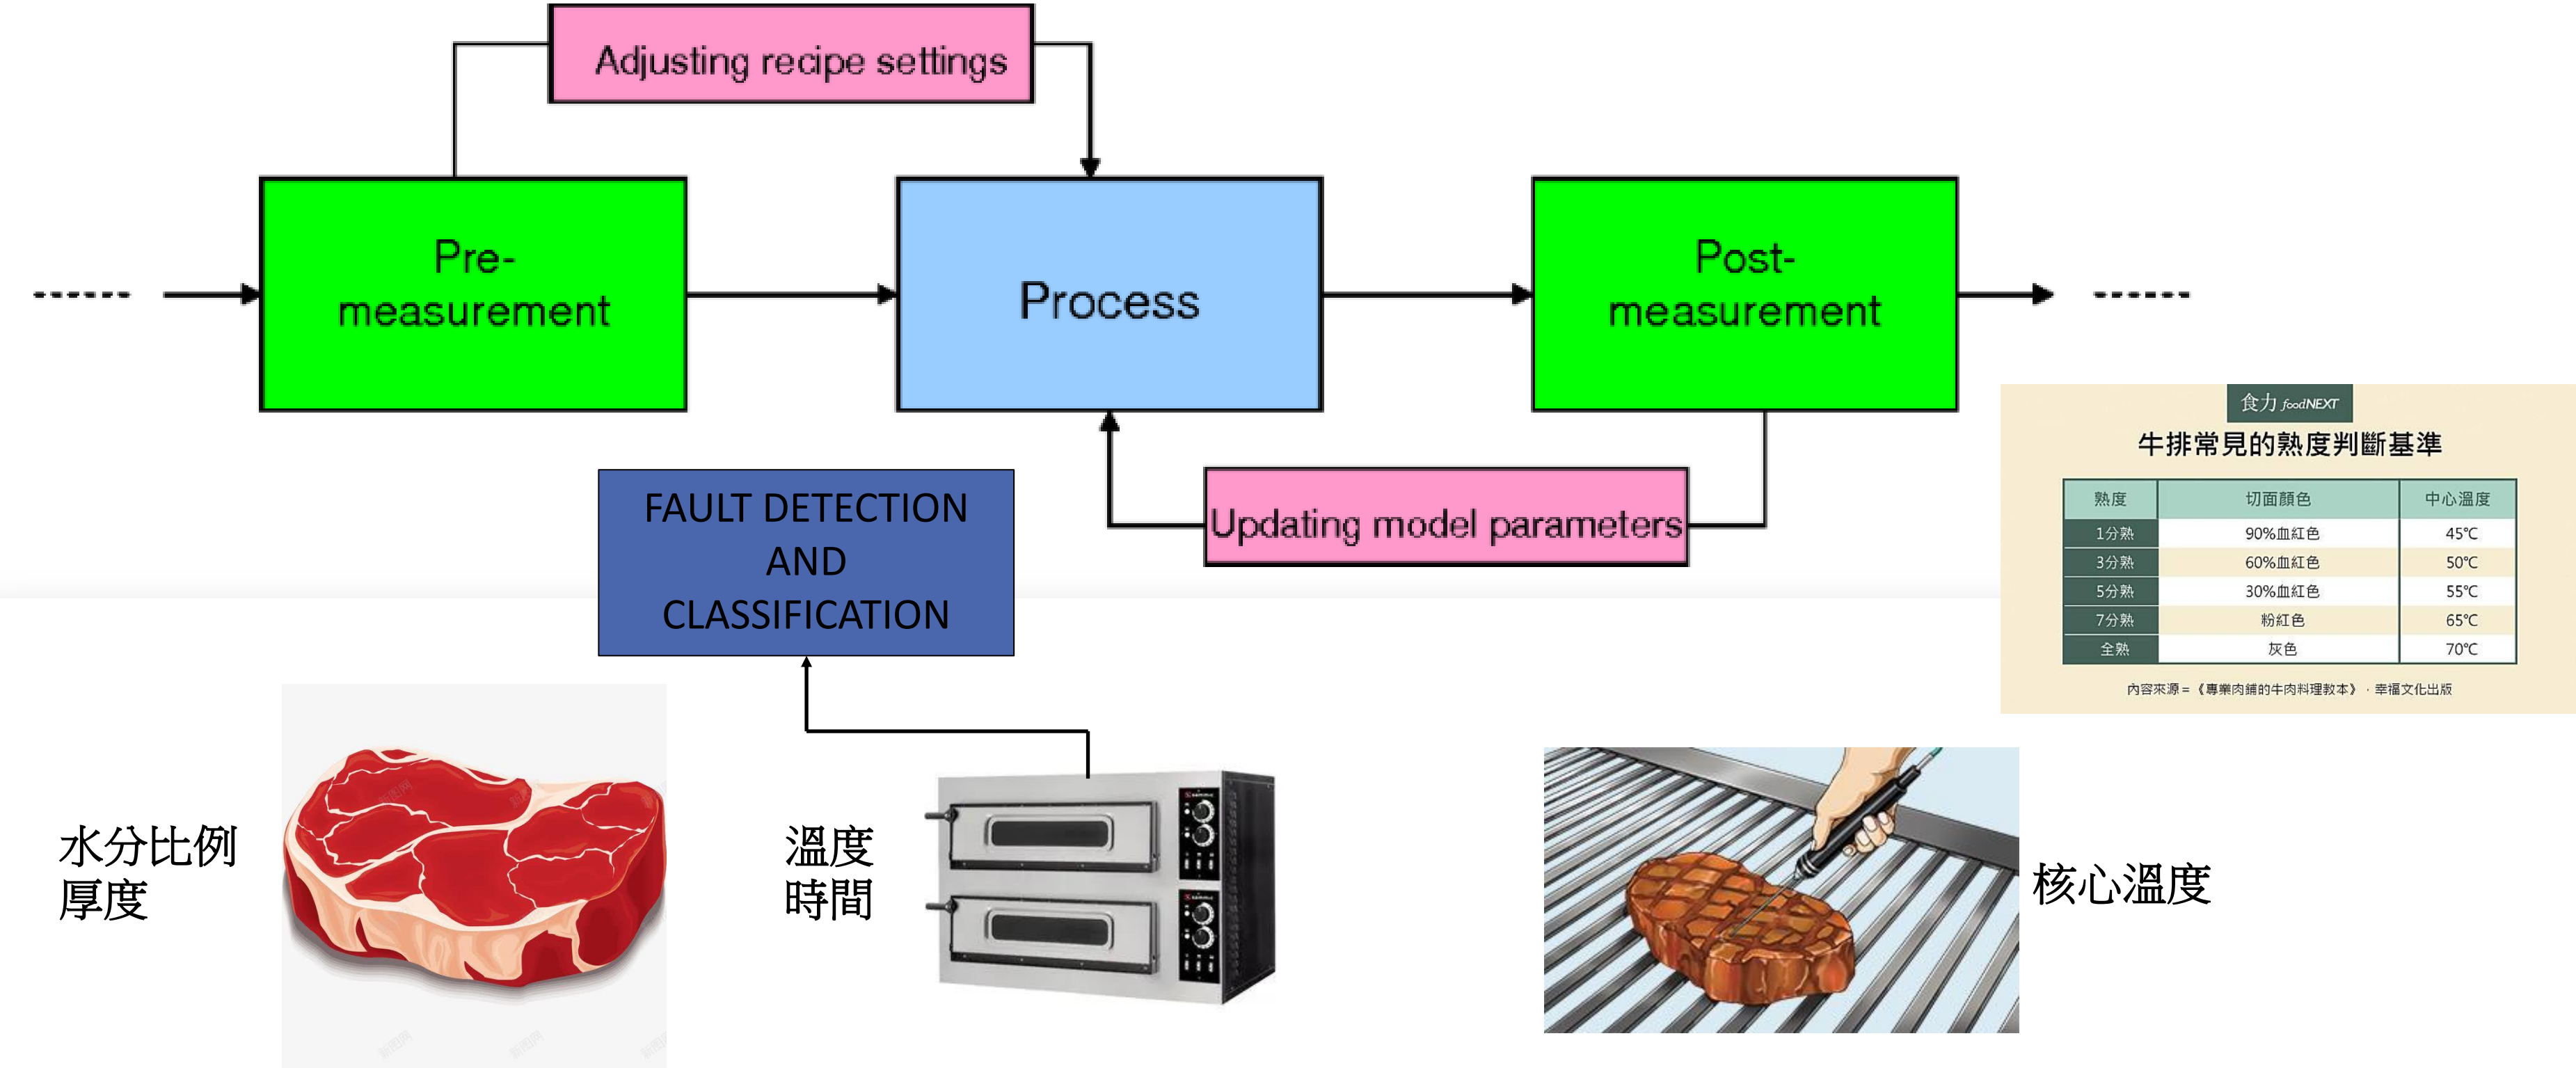 Adjusting recipe settings
Pre-
measurement
Process
Post-
measurement
Updating model parameters
FAULT DETECTION
AND
CLASSIFICATION
食力 foodNEXT
牛排常見的熟度判斷基準
熟度 切面顏色 中心溫度
1分熟 90%血紅色 45℃
3分熟 60%血紅色 50℃
5分熟 30%血紅色 55℃
7分熟 粉紅色 65℃
全熟 灰色 70℃
內容來源=《專業肉鋪的牛肉料理教本》‧幸福文化出版
水分比例
厚度
溫度
時間
核心溫度